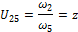 U₂₅ = ω₂/ω₅ = z